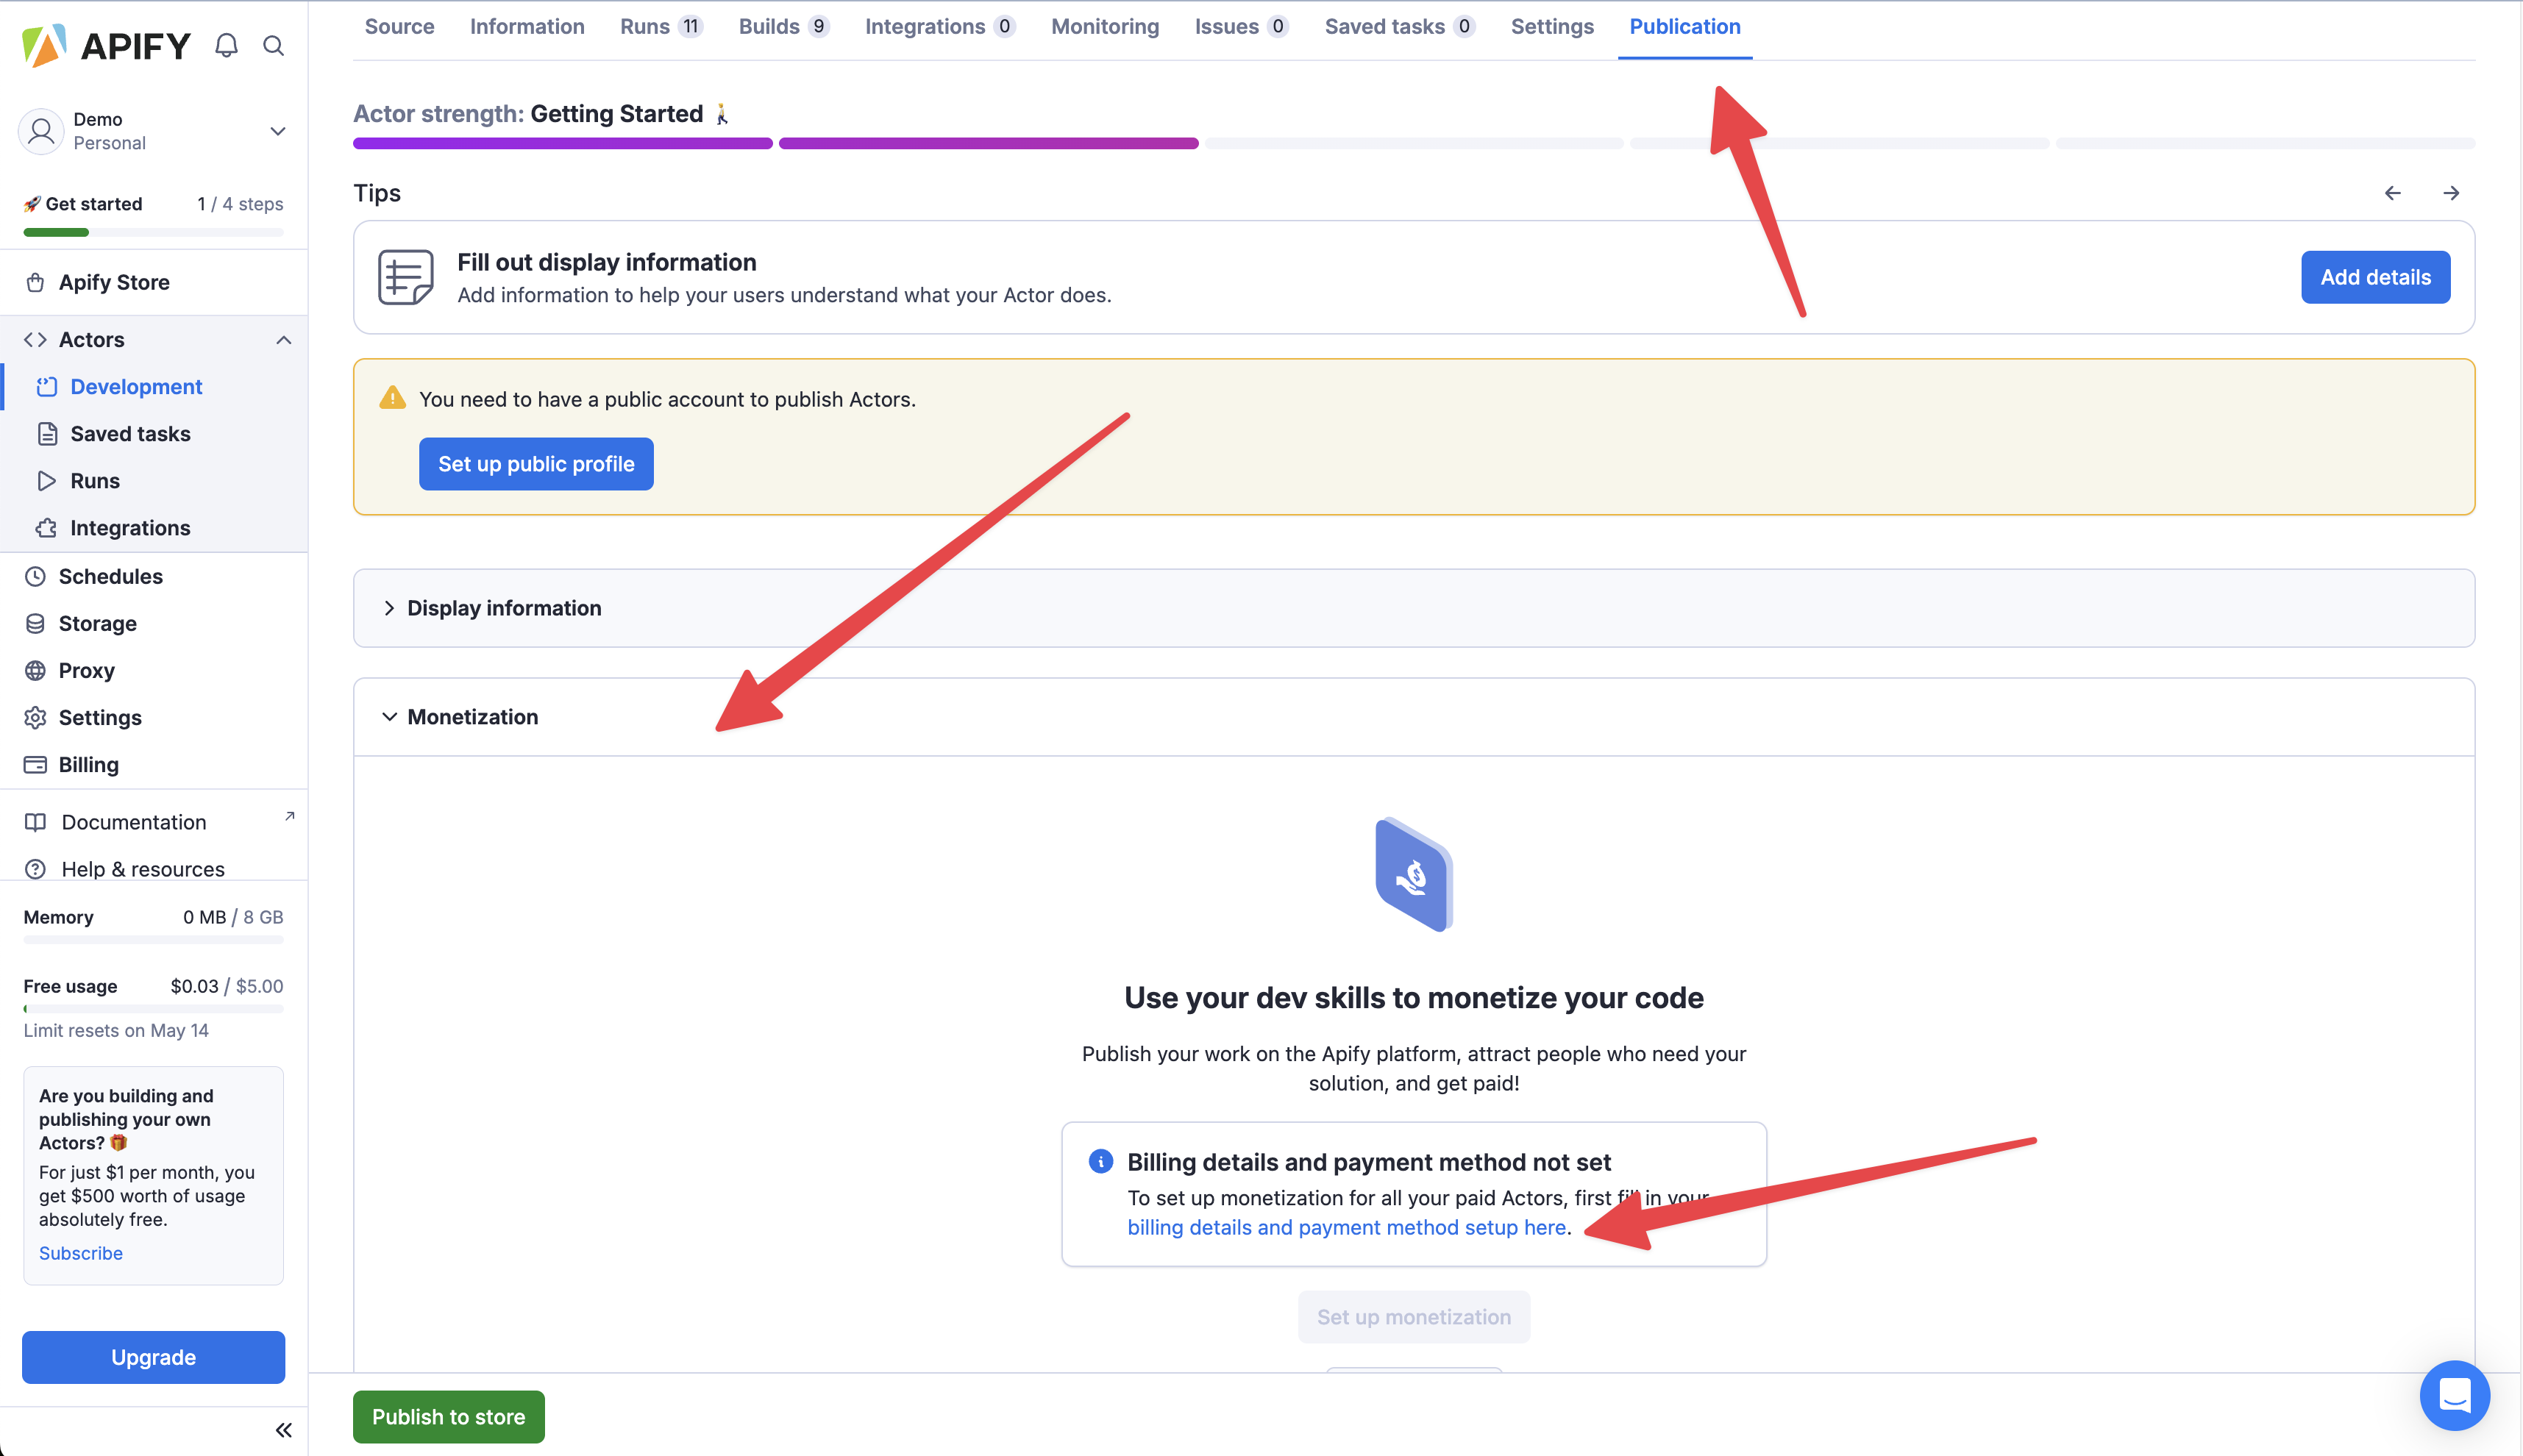 APIFY
Demo
Personal
Get started 1 / 4 steps
Apify Store
Actors
Development
Saved tasks
Runs
Integrations
Schedules
Storage
Proxy
Settings
Billing
Documentation
Help & resources
Memory 0 MB / 8 GB
Free usage $0.03 / $5.00
Limit resets on May 14
Are you building and
publishing your own
Actors?
For just $1 per month, you
get $500 worth of usage
absolutely free.
Subscribe
Upgrade
Source Information Runs 11 Builds 9 Integrations 0 Monitoring Issues 0 Saved tasks 0 Settings Publication
Actor strength: Getting Started
Tips
Fill out display information
Add information to help your users understand what your Actor does.
Add details
You need to have a public account to publish Actors.
Set up public profile
Display information
Monetization
Use your dev skills to monetize your code
Publish your work on the Apify platform, attract people who need your
solution, and get paid!
Billing details and payment method not set
To set up monetization for all your paid Actors, first fill in your
billing details and payment method setup here.
Set up monetization
Publish to store